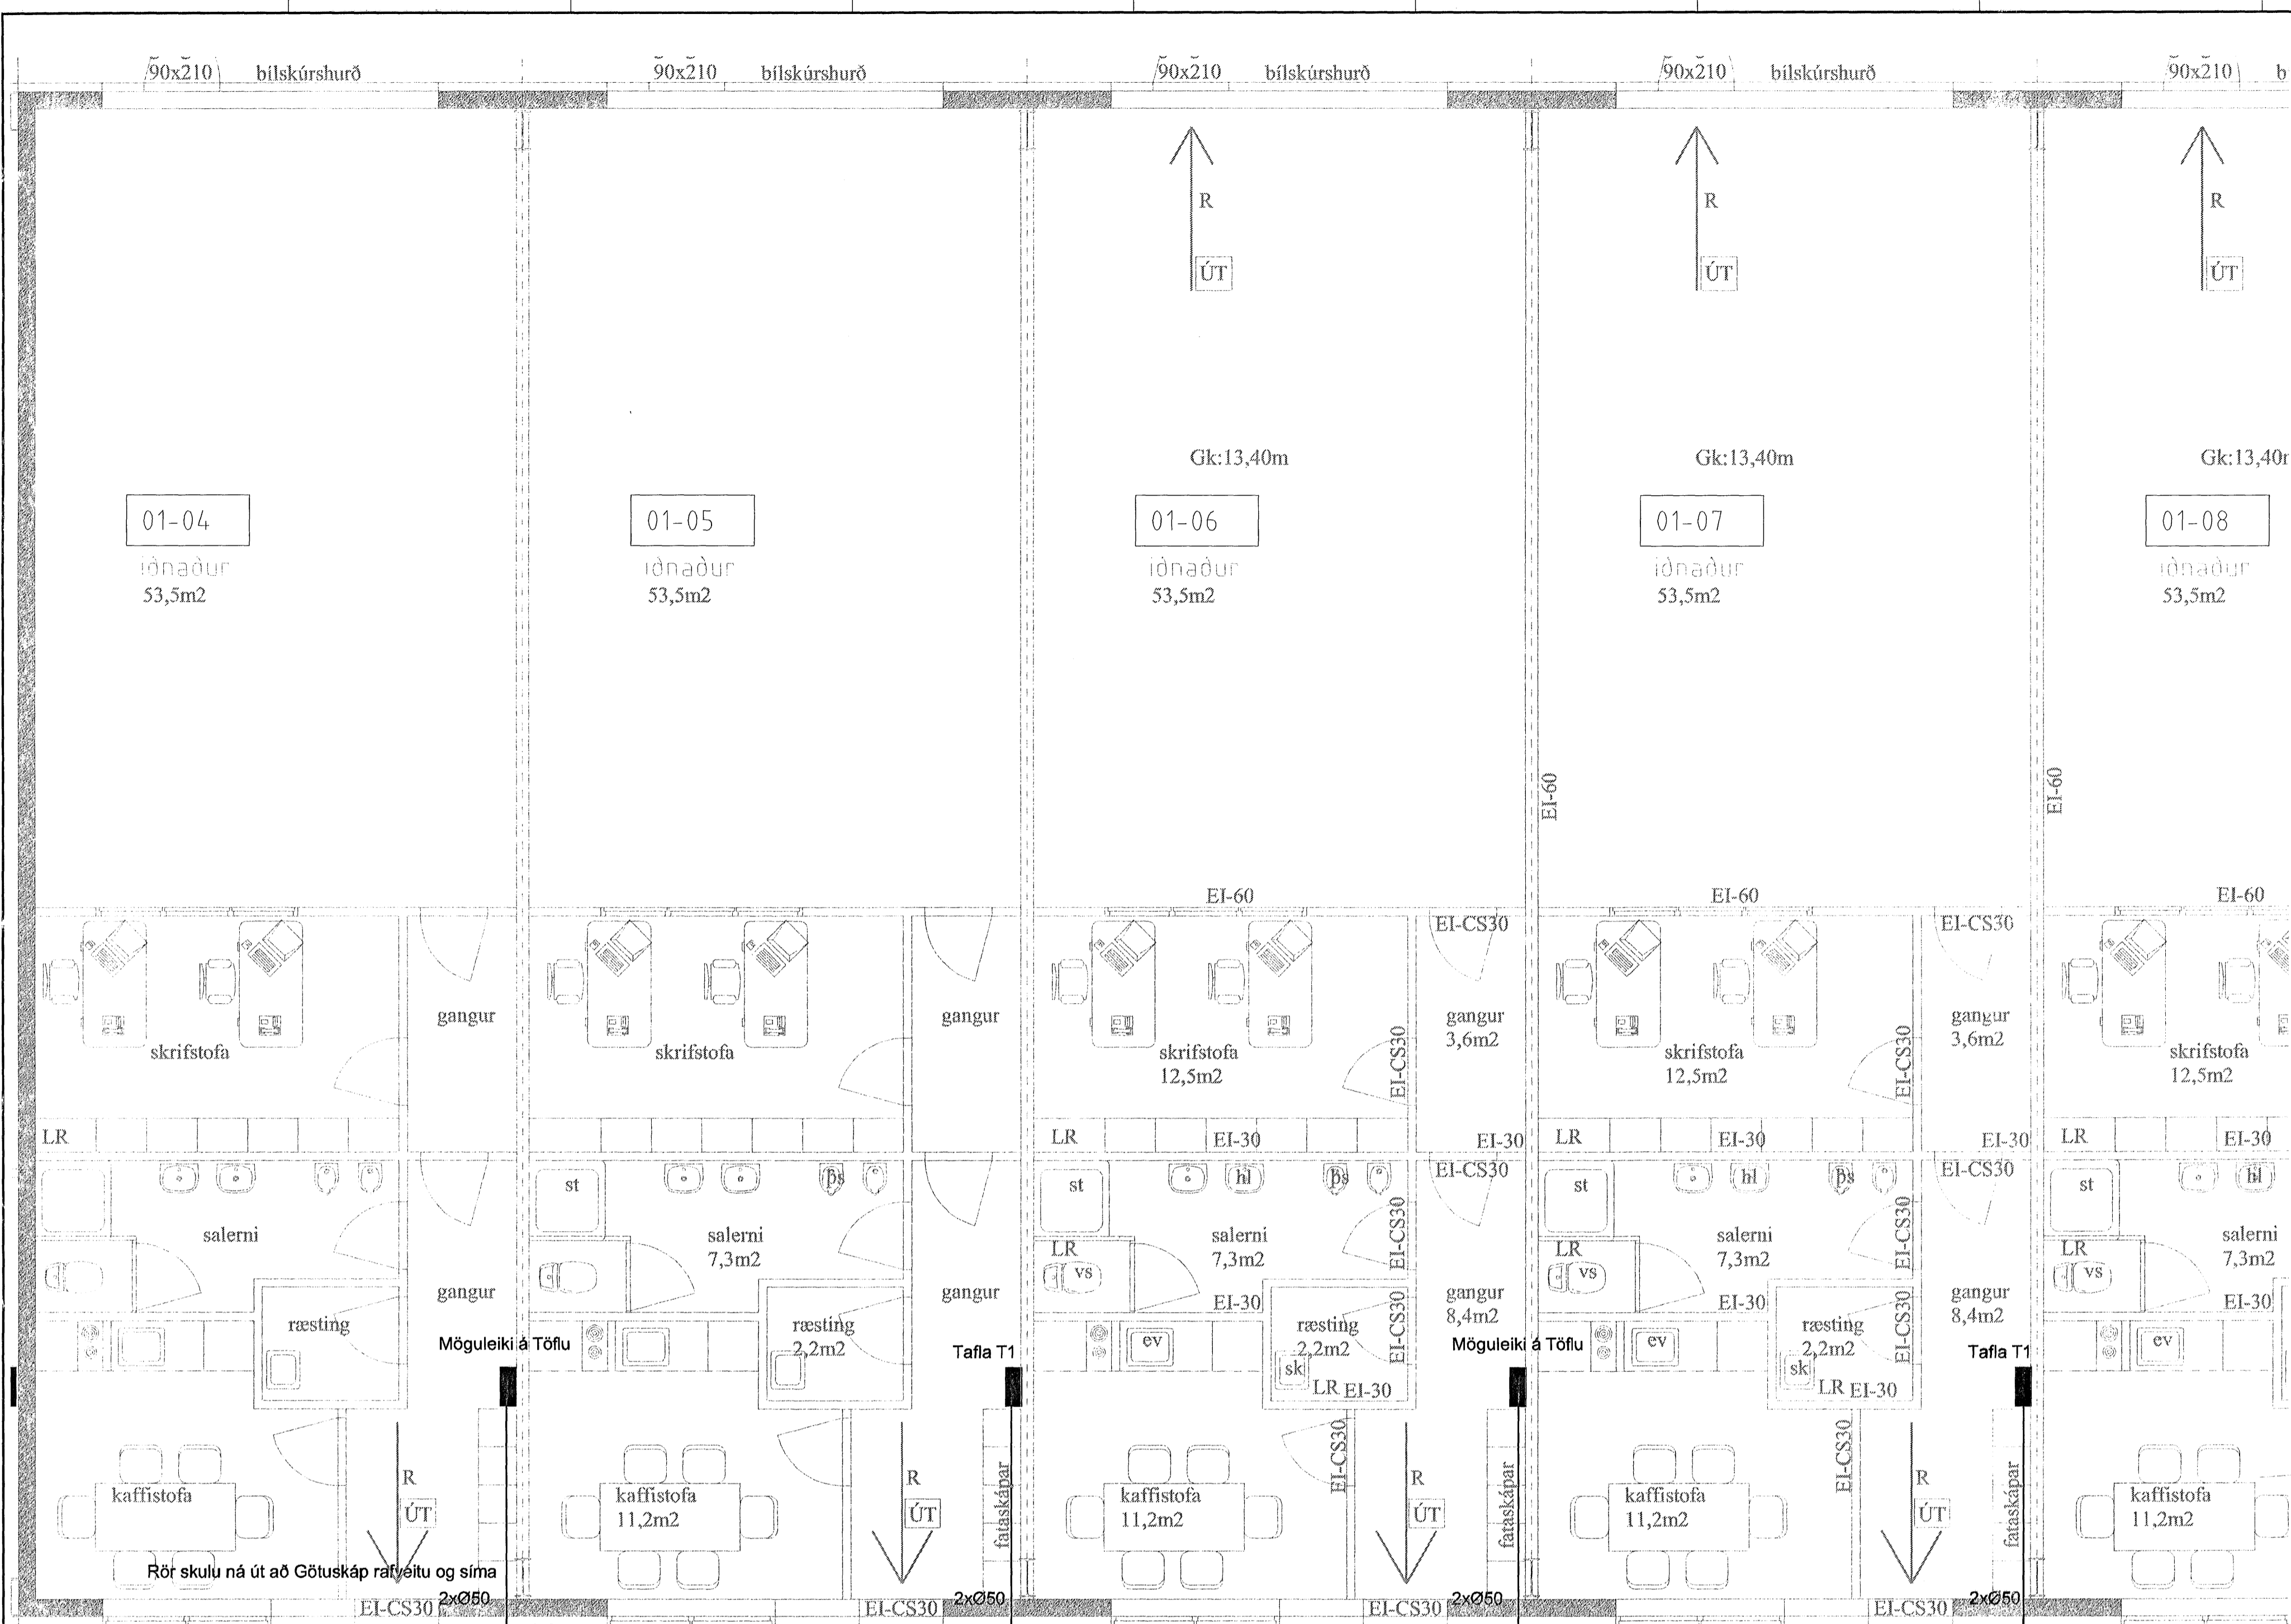 90x210 bílskúrshurð 90x210 bílskúrshurð 90x210 bílskúrshurð 90x210 bílskúrshurð 90x210 b
R R R
ÚT ÚT ÚT
Gk:13,40m Gk:13,40m Gk:13,40m
01-04 01-05 01-06 01-07 01-08
iðnaður iðnaður iðnaður iðnaður iðnaður
53,5m2 53,5m2 53,5m2 53,5m2 53,5m2
EI-60 EI-60
EI-60 EI-60 EI-60
EI-CS30 EI-CS30
gangur gangur gangur gangur
3,6m2 3,6m2
skrifstofa skrifstofa skrifstofa skrifstofa skrifstofa
12,5m2 12,5m2 12,5m2
EI-CS30 EI-CS30
LR LR EI-30 EI-30 LR EI-30 EI-30 LR EI-30
EI-CS30 EI-CS30
st þs st hl þs st hl þs st hl
salerni salerni salerni salerni salerni
7,3m2 7,3m2 7,3m2 7,3m2
EI-CS30 EI-CS30
LR LR LR
vs vs vs
gangur gangur gangur gangur
8,4m2 8,4m2
EI-30 EI-30 EI-30
ræsting ræsting ræsting ræsting
2,2m2 2,2m2 2,2m2
EI-CS30 EI-CS30
ev ev ev
Möguleiki á Töflu Tafla T1 Möguleiki á Töflu Tafla T1
sk sk
LR EI-30 LR EI-30
EI-CS30 EI-CS30
R R R R
ÚT ÚT ÚT ÚT
kaffistofa kaffistofa kaffistofa kaffistofa kaffistofa
11,2m2 11,2m2 11,2m2 11,2m2
fataskápar fataskápar fataskápar
Rör skulu ná út að Götuskáp rafveitu og síma
2xØ50 2xØ50 2xØ50 2xØ50
EI-CS30 EI-CS30 EI-CS30 EI-CS30